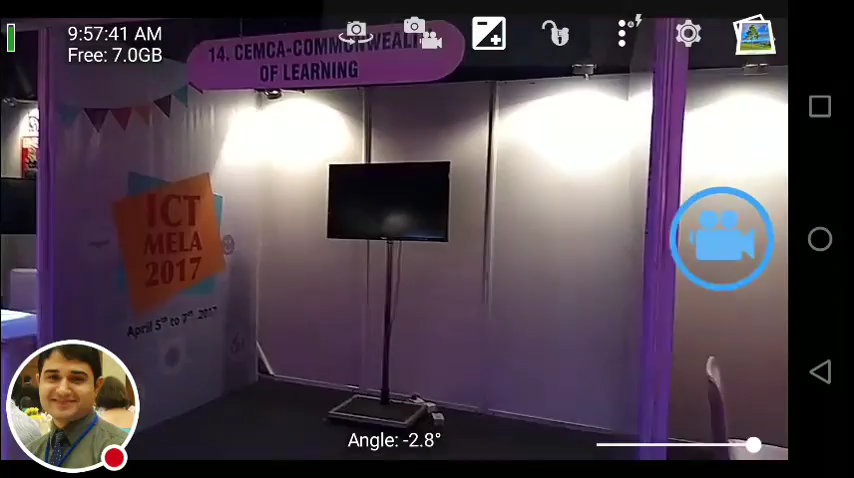 9:57:41 AM
Free: 7.0GB
14. CEMCA-COMMONWEALTH
OF LEARNING
ICT
MELA
2017
April 5th to 7th 2017
Angle: -2.8°